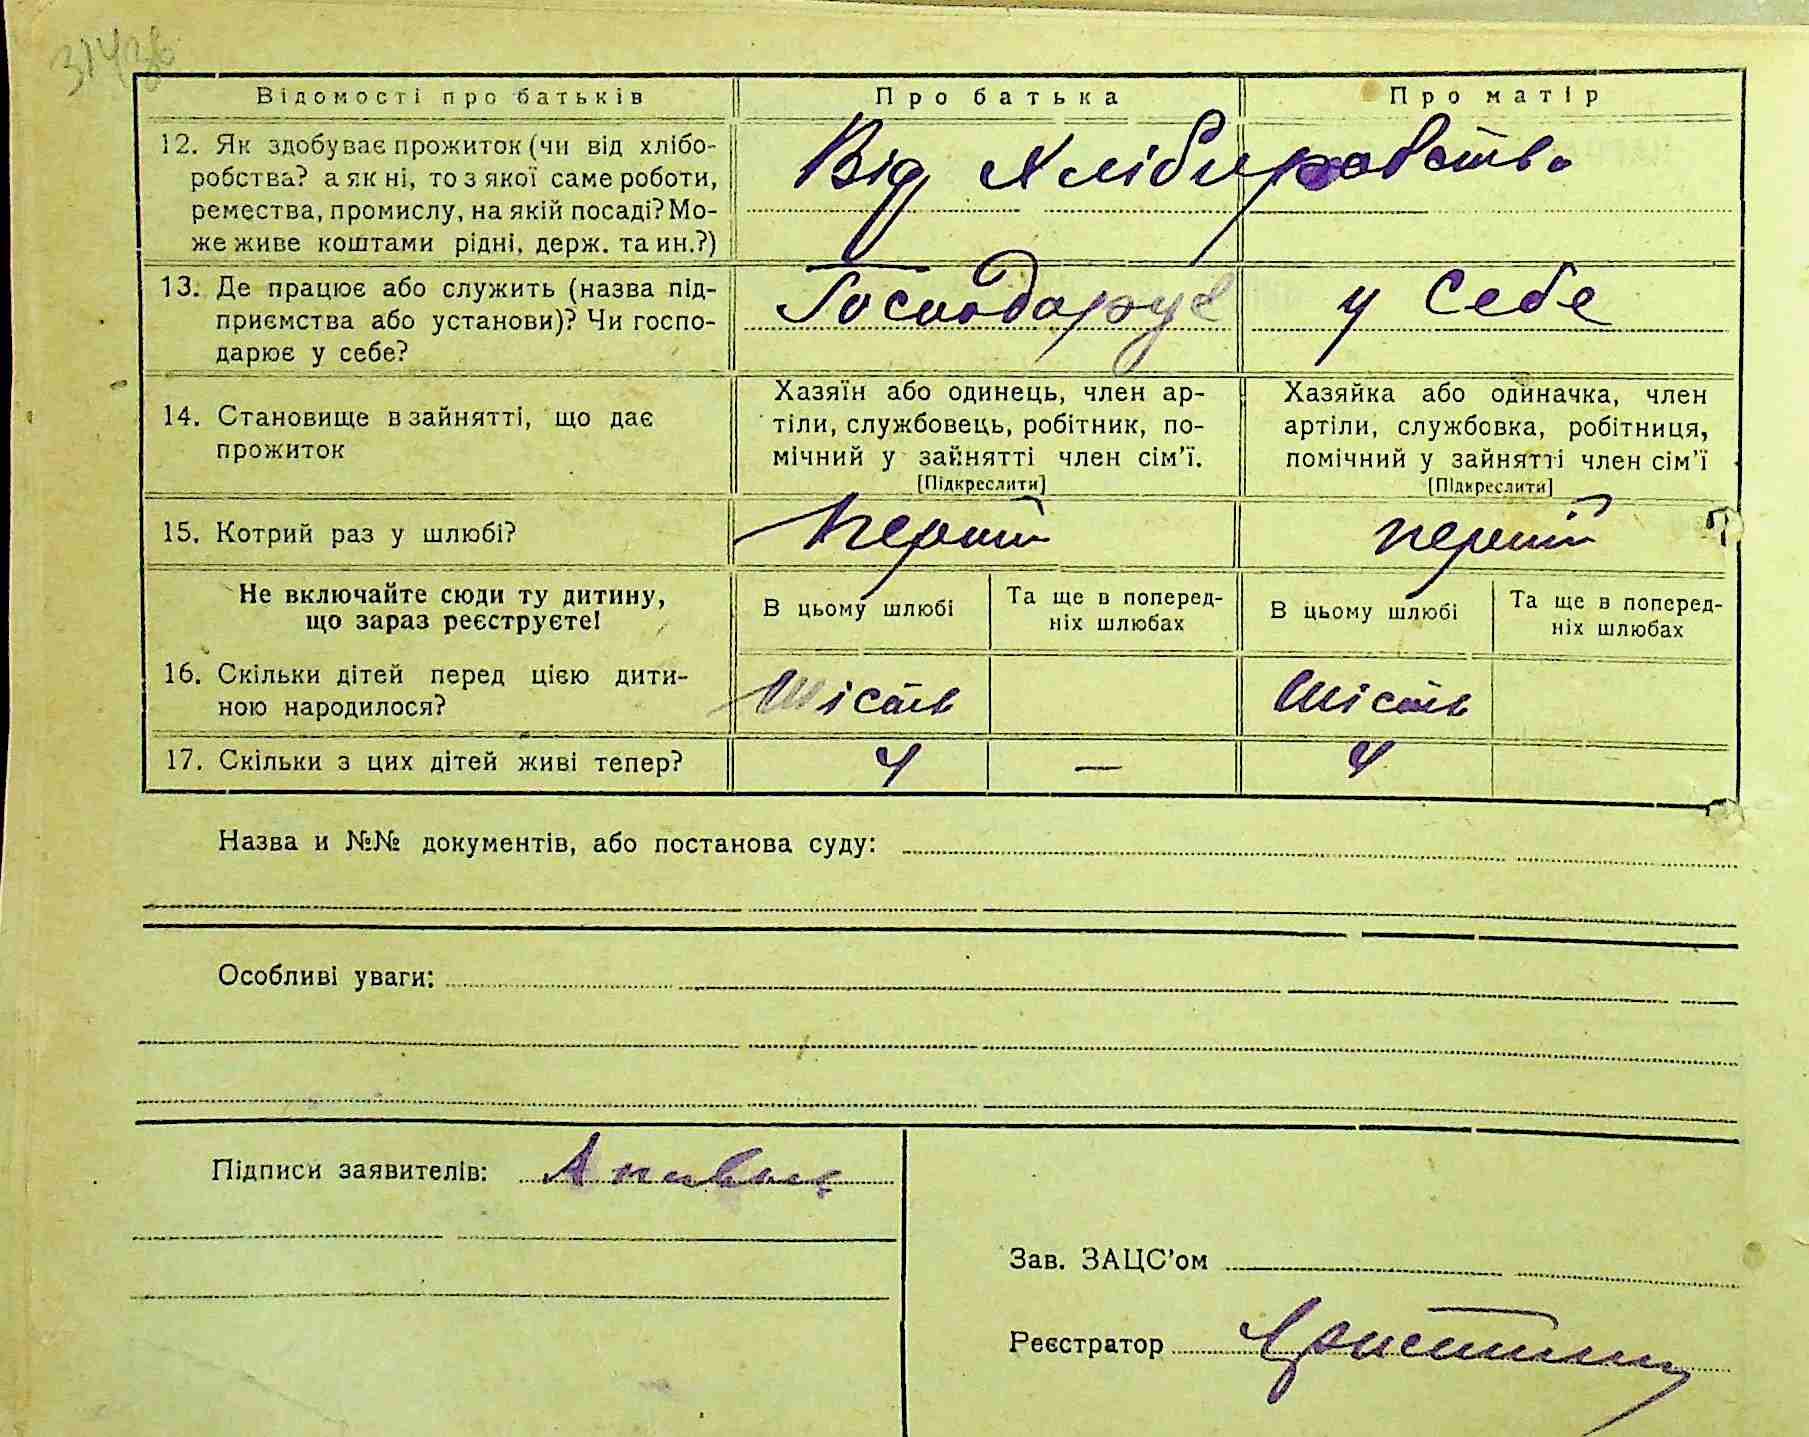 Відомості про батьків Про батька Про матір
12. Як здобуває прожиток (чи від хлібо-
робства? а як ні, то з якої саме роботи,
ремества, промислу, на якій посаді? Мо-
же живе коштами рідні, держ. та ин.?)
Від Хліборобства
13. Де працює або служить (назва під-
приємства або установи)? Чи госпо-
дарює у себе?
Господарує у себе
14. Становище в зайнятті, що дає
прожиток
Хазяїн або одинець, член ар-
тіли, службовець, робітник, по-
мічний у зайнятті член сім'ї.
[Підкреслити]
Хазяйка або одиначка, член
артіли, службовка, робітниця,
помічний у зайнятті член сім'ї
[Підкреслити]
15. Котрий раз у шлюбі? перший перший
Не включайте сюди ту дитину,
що зараз реєструєте!
В цьому шлюбі
Та ще в поперед-
ніх шлюбах
В цьому шлюбі
Та ще в поперед-
ніх шлюбах
16. Скільки дітей перед цією дити-
ною народилося?
Шість Шість
17. Скільки з цих дітей живі тепер? 4 — 4
Назва и №№ документів, або постанова суду:
Особливі уваги:
Підписи заявителів:
Зав. ЗАЦС'ом
Реєстратор